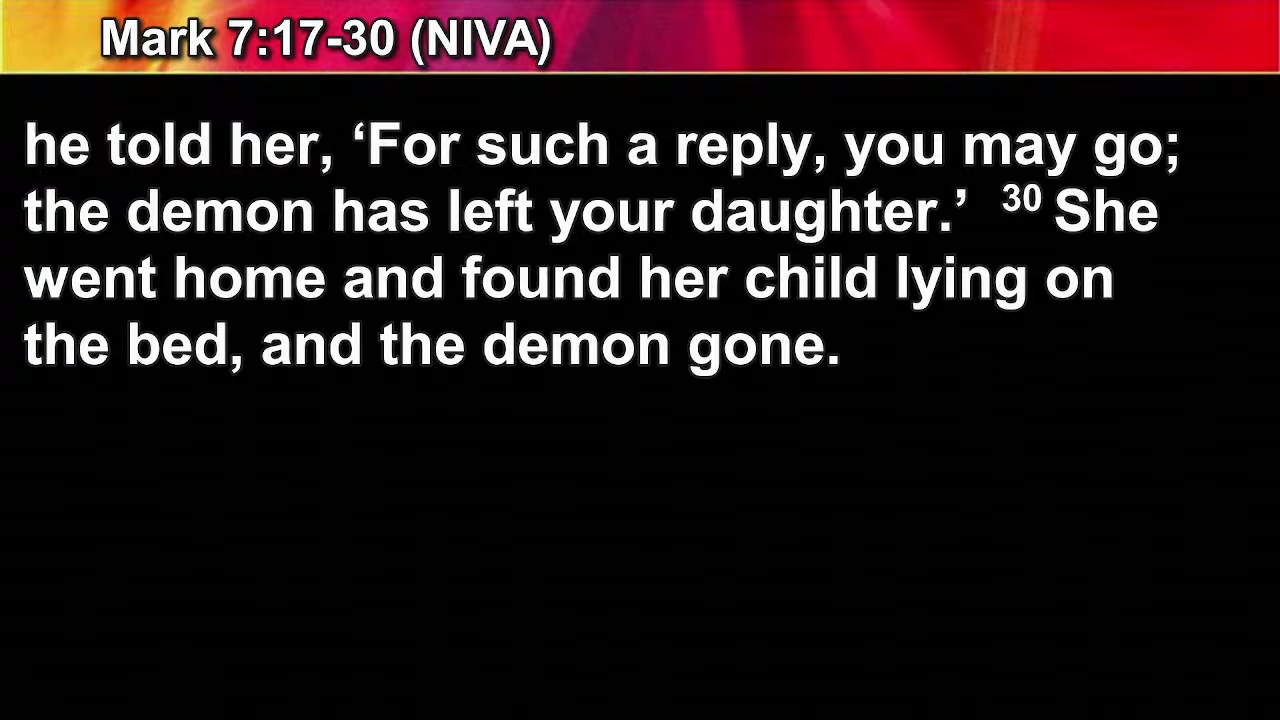 Mark 7:17-30 (NIVA)
he told her, ‘For such a reply, you may go;
the demon has left your daughter.’ 30 She
went home and found her child lying on
the bed, and the demon gone.